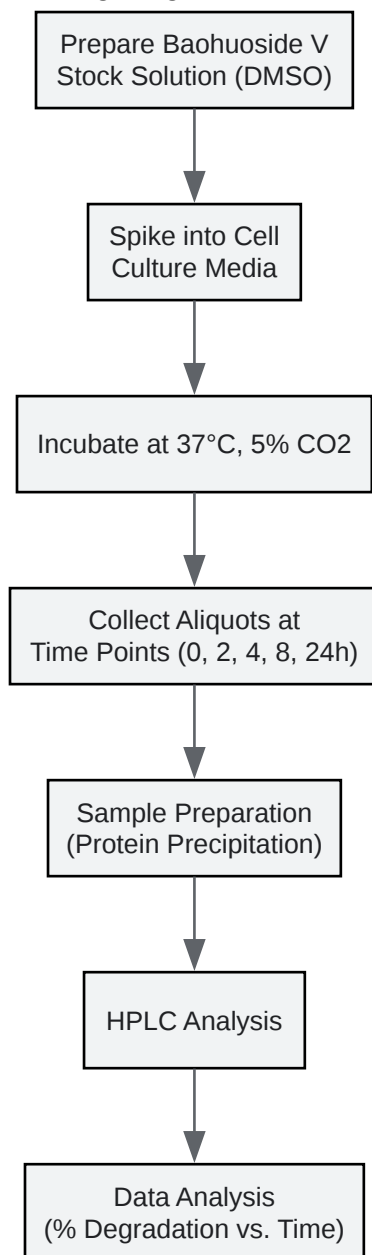 Prepare Baohuoside V
Stock Solution (DMSO)
Spike into Cell
Culture Media
Incubate at 37°C, 5% CO2
Collect Aliquots at
Time Points (0, 2, 4, 8, 24h)
Sample Preparation
(Protein Precipitation)
HPLC Analysis
Data Analysis
(% Degradation vs. Time)